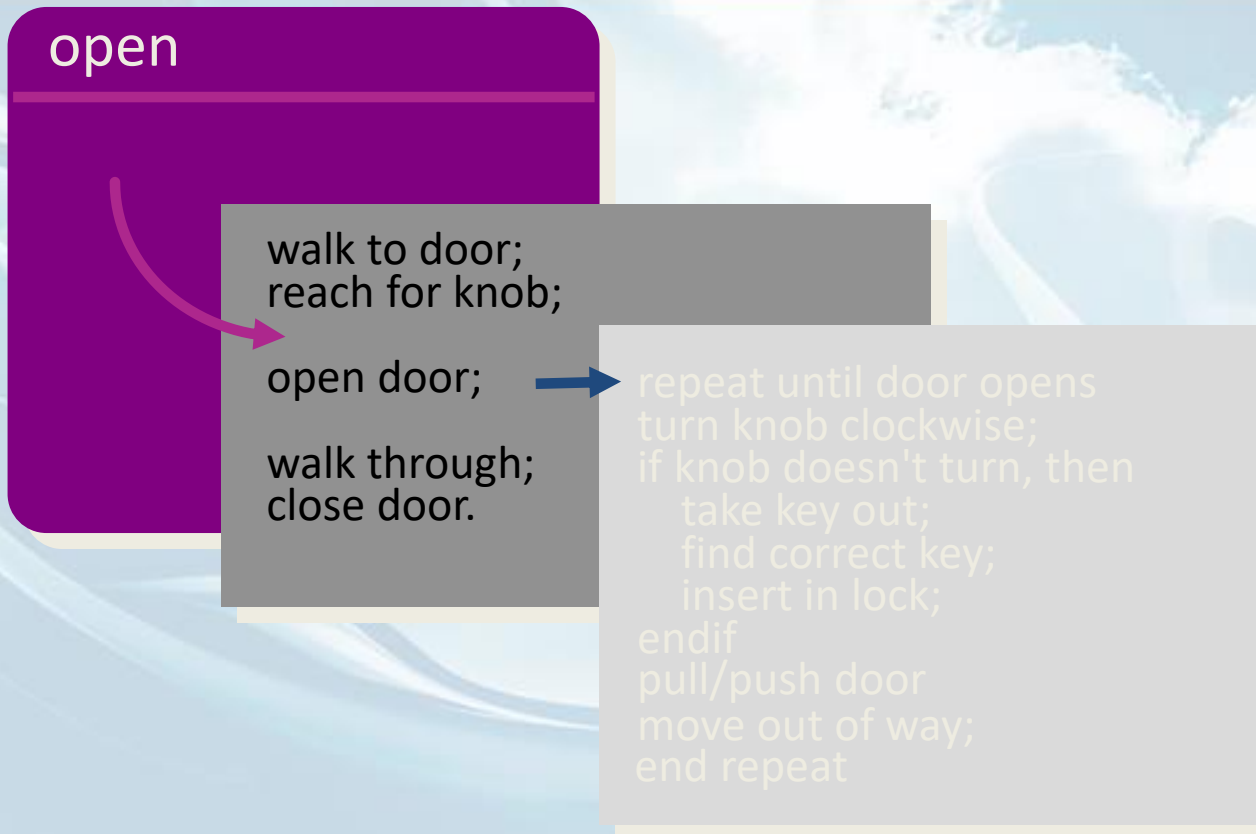 open
walk to door;
reach for knob;
open door;
walk through;
close door.
repeat until door opens
turn knob clockwise;
if knob doesn't turn, then
take key out;
find correct key;
insert in lock;
endif
pull/push door
move out of way;
end repeat